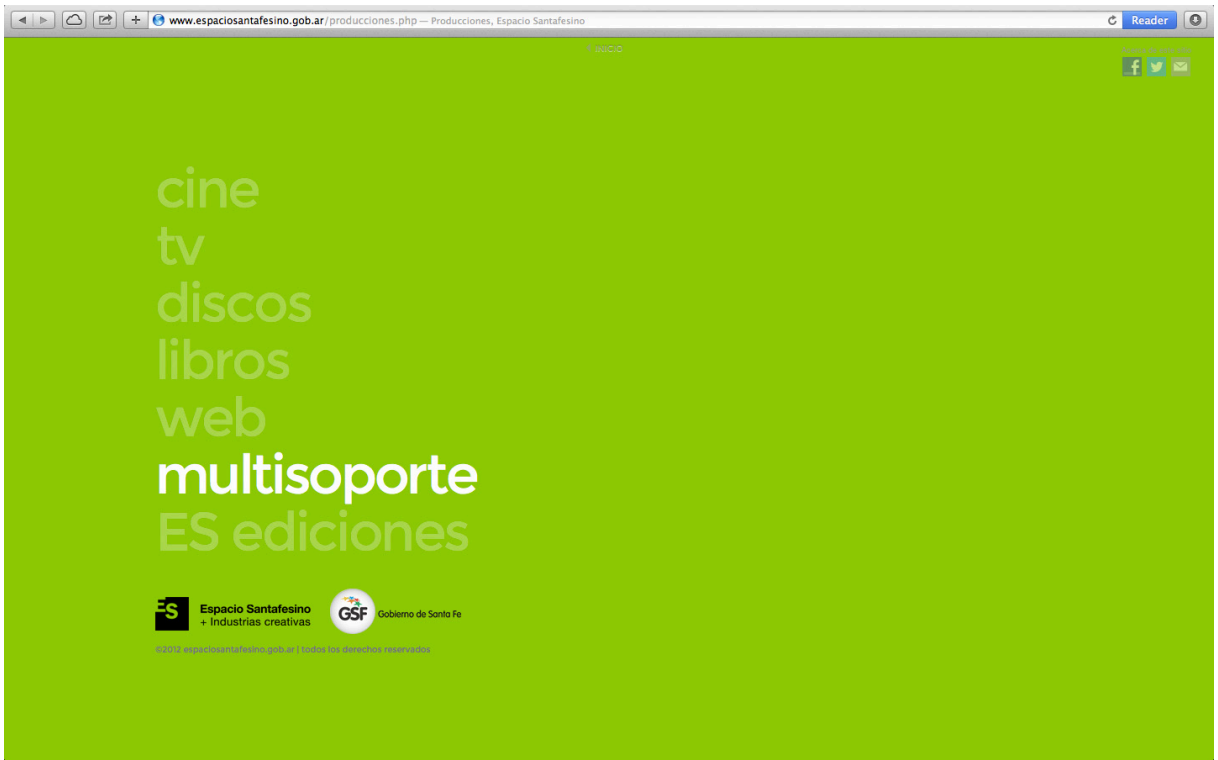 www.espaciosantafesino.gob.ar/producciones.php — Producciones, Espacio Santafesino
Reader
cine
tv
discos
libros
web
multisoporte
ES ediciones
ES
Espacio Santafesino
+ Industrias creativas
GSF
Gobierno de Santa Fe
©2012 espaciosantafesino.gob.ar | todos los derechos reservados